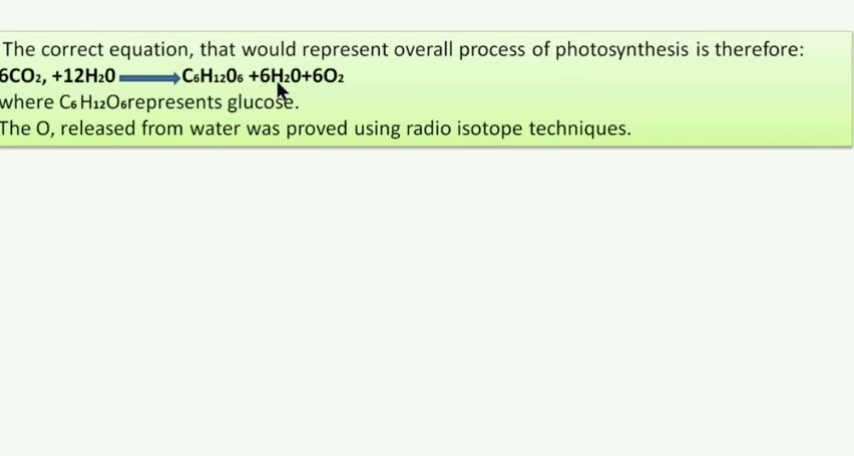 The correct equation, that would represent overall process of photosynthesis is therefore:
6CO₂, +12H₂0 → C₆H₁₂0₆ +6H₂0+6O₂
where C₆ H₁₂O₆represents glucose.
The O, released from water was proved using radio isotope techniques.